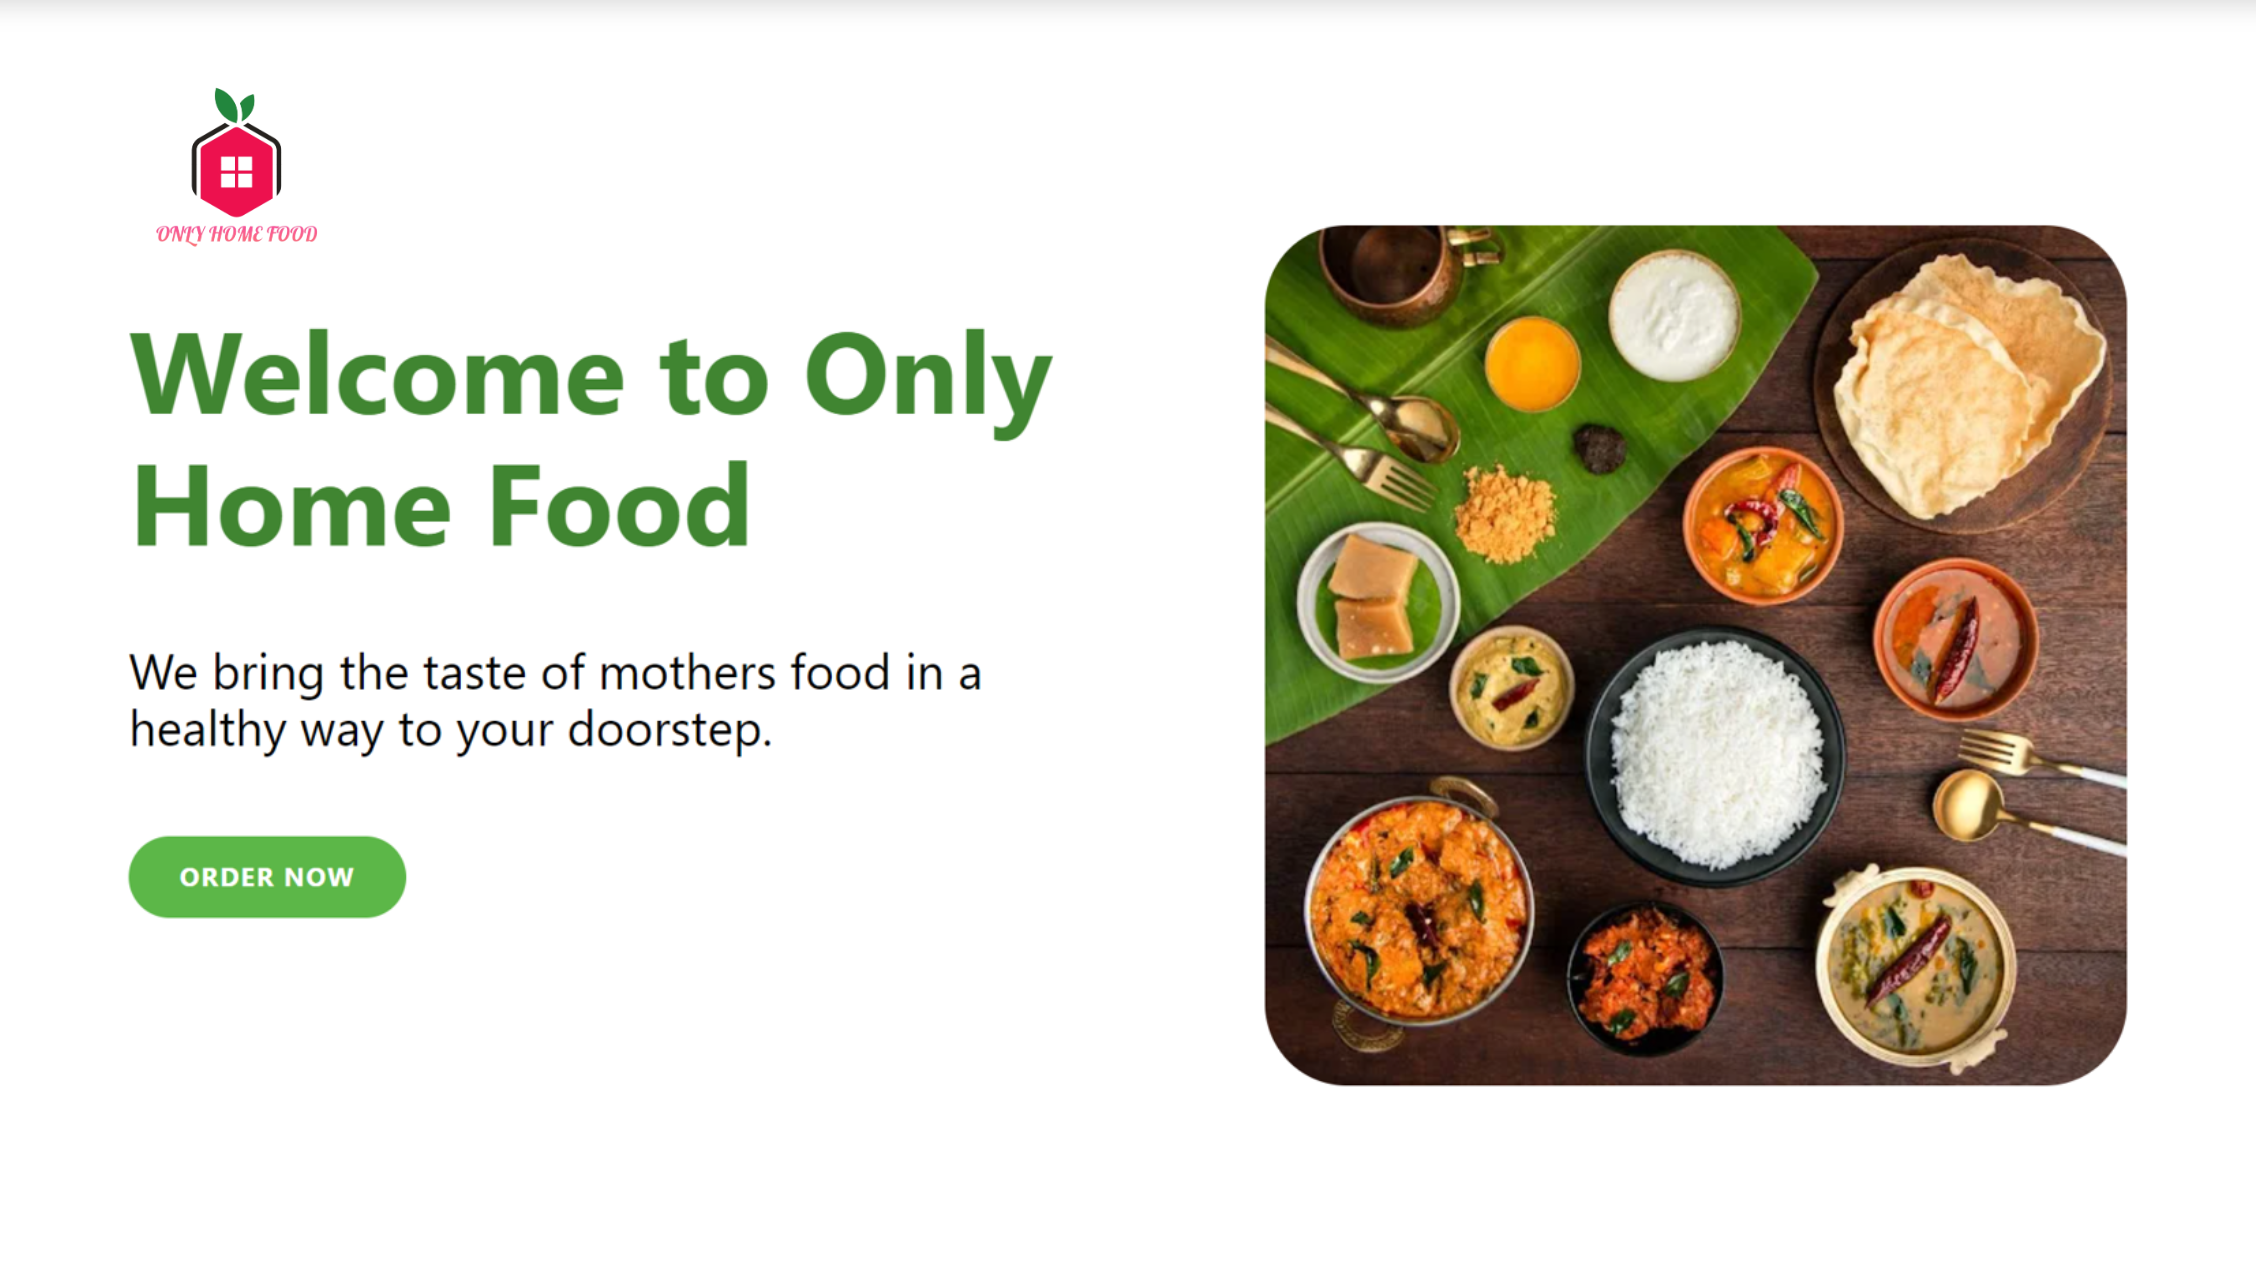 ONLY HOME FOOD
Welcome to Only
Home Food
We bring the taste of mothers food in a
healthy way to your doorstep.
ORDER NOW